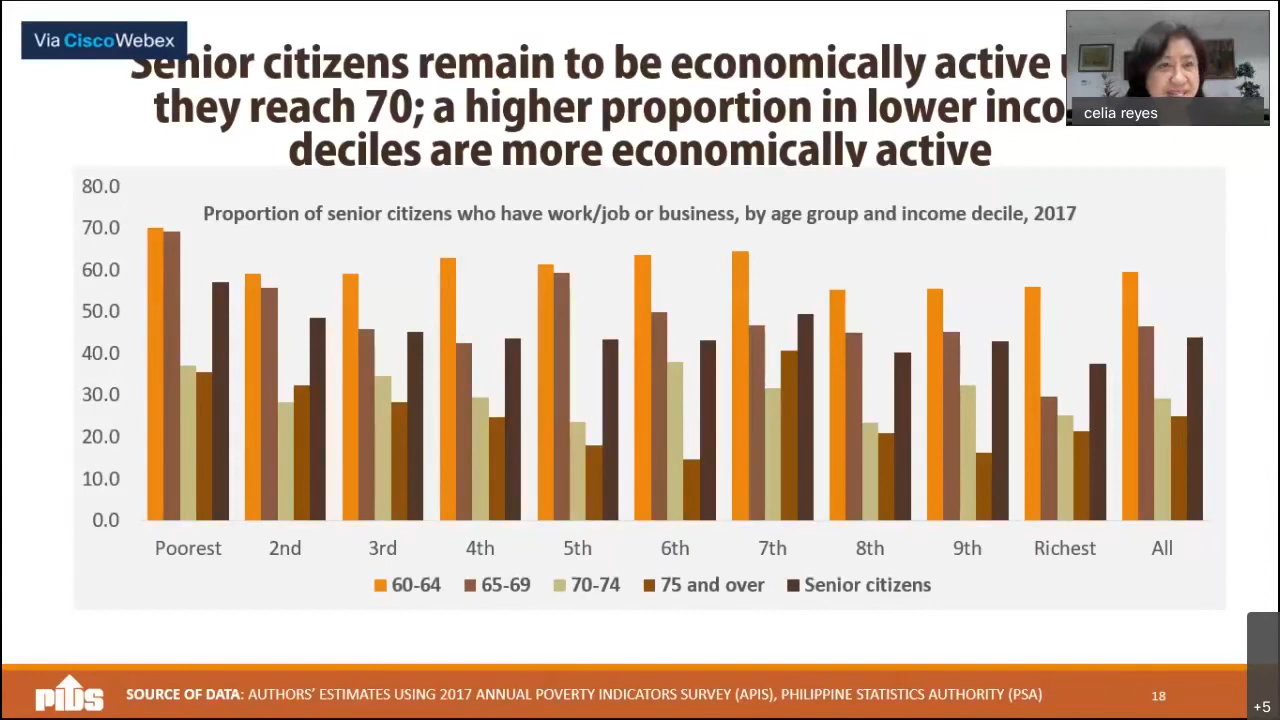 Via CiscoWebex
Senior citizens remain to be economically active
they reach 70; a higher proportion in lower
deciles are more economically active
celia reyes
Proportion of senior citizens who have work/job or business, by age group and income decile, 2017
80.0
70.0
60.0
50.0
40.0
30.0
20.0
10.0
0.0
Poorest 2nd 3rd 4th 5th 6th 7th 8th 9th Richest All
60-64 65-69 70-74 75 and over Senior citizens
PIDS
SOURCE OF DATA: AUTHORS' ESTIMATES USING 2017 ANNUAL POVERTY INDICATORS SURVEY (APIS), PHILIPPINE STATISTICS AUTHORITY (PSA)
18
+5